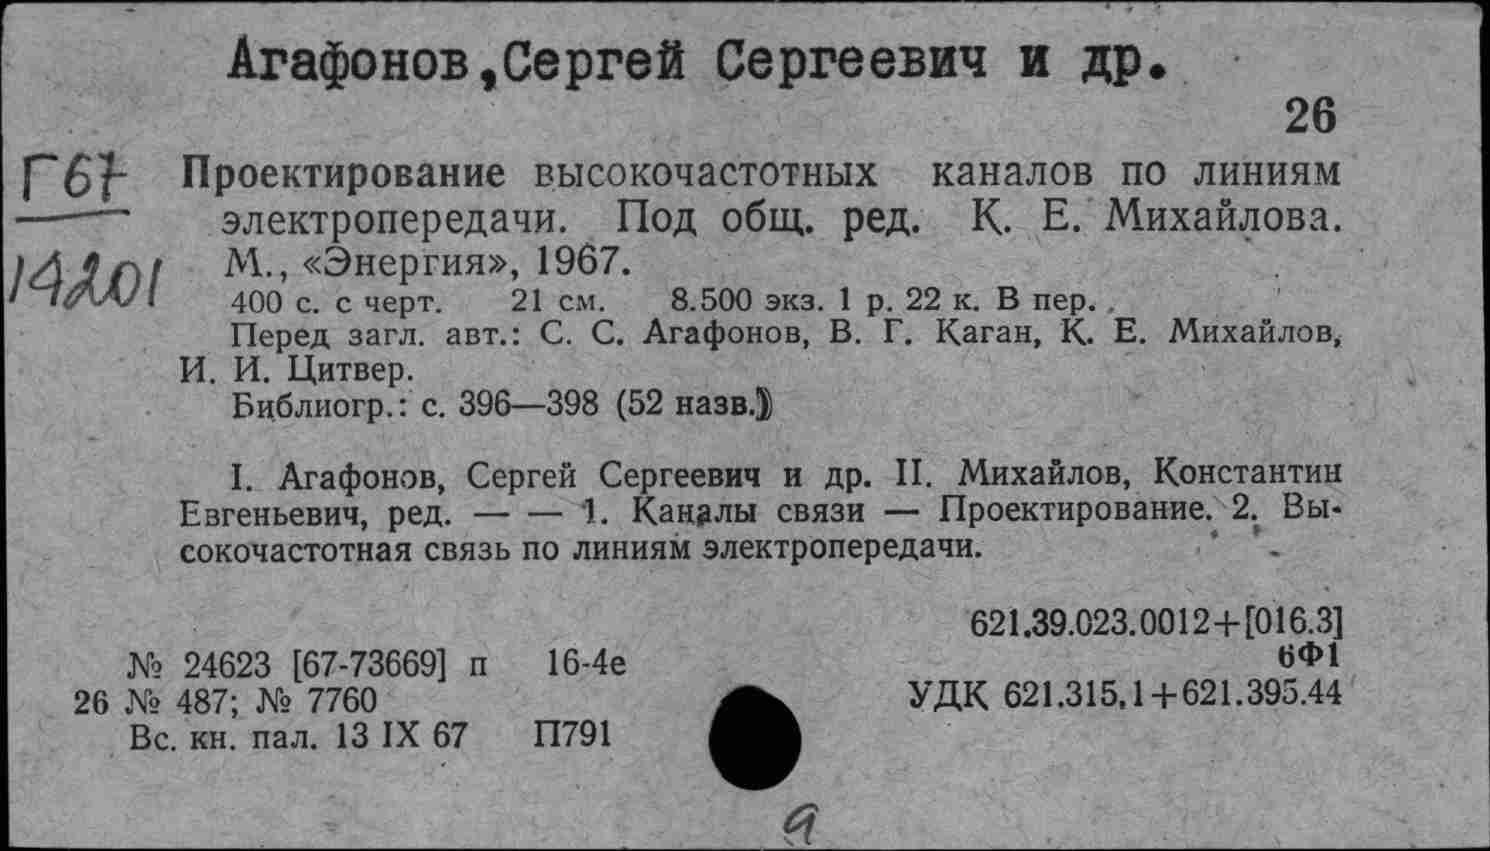 Агафонов,Сергей Сергеевич и др.
26
Г67
14201
Проектирование высокочастотных каналов по линиям
электропередачи. Под общ. ред. К. Е. Михайлова.
М., «Энергия», 1967.
400 с. с черт. 21 см. 8.500 экз. 1 р. 22 к. В пер.
Перед загл. авт.: С. С. Агафонов, В. Г. Каган, К. Е. Михайлов,
И. И. Цитвер.
Библиогр.: с. 396—398 (52 назв.)
I. Агафонов, Сергей Сергеевич и др. II. Михайлов, Константин
Евгеньевич, ред. — — 1. Каналы связи — Проектирование. 2. Вы-
сокочастотная связь по линиям электропередачи.
621.39.023.0012+[016.3]
6Ф1
УДК 621.315.1+621.395.44
№ 24623 [67-73669] п 16-4е
26 № 487; № 7760
Вс. кн. пал. 13 IX 67 П791